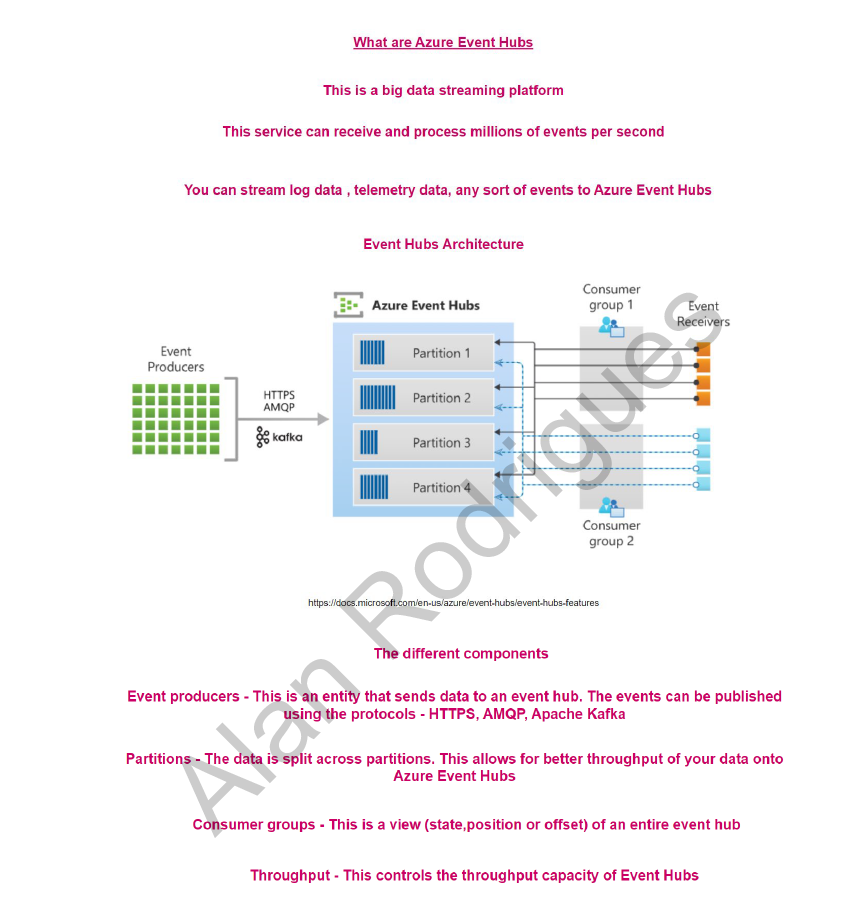 What are Azure Event Hubs
This is a big data streaming platform
This service can receive and process millions of events per second
You can stream log data , telemetry data, any sort of events to Azure Event Hubs
Event Hubs Architecture
Event
Producers
HTTPS
AMQP
kafka
Azure Event Hubs
Partition 1
Partition 2
Partition 3
Partition 4
Consumer
group 1
Event
Receivers
Consumer
group 2
https://docs.microsoft.com/en-us/azure/event-hubs/event-hubs-features
The different components
Event producers - This is an entity that sends data to an event hub. The events can be published
using the protocols - HTTPS, AMQP, Apache Kafka
Partitions - The data is split across partitions. This allows for better throughput of your data onto
Azure Event Hubs
Consumer groups - This is a view (state,position or offset) of an entire event hub
Throughput - This controls the throughput capacity of Event Hubs
Alan Rodrigues